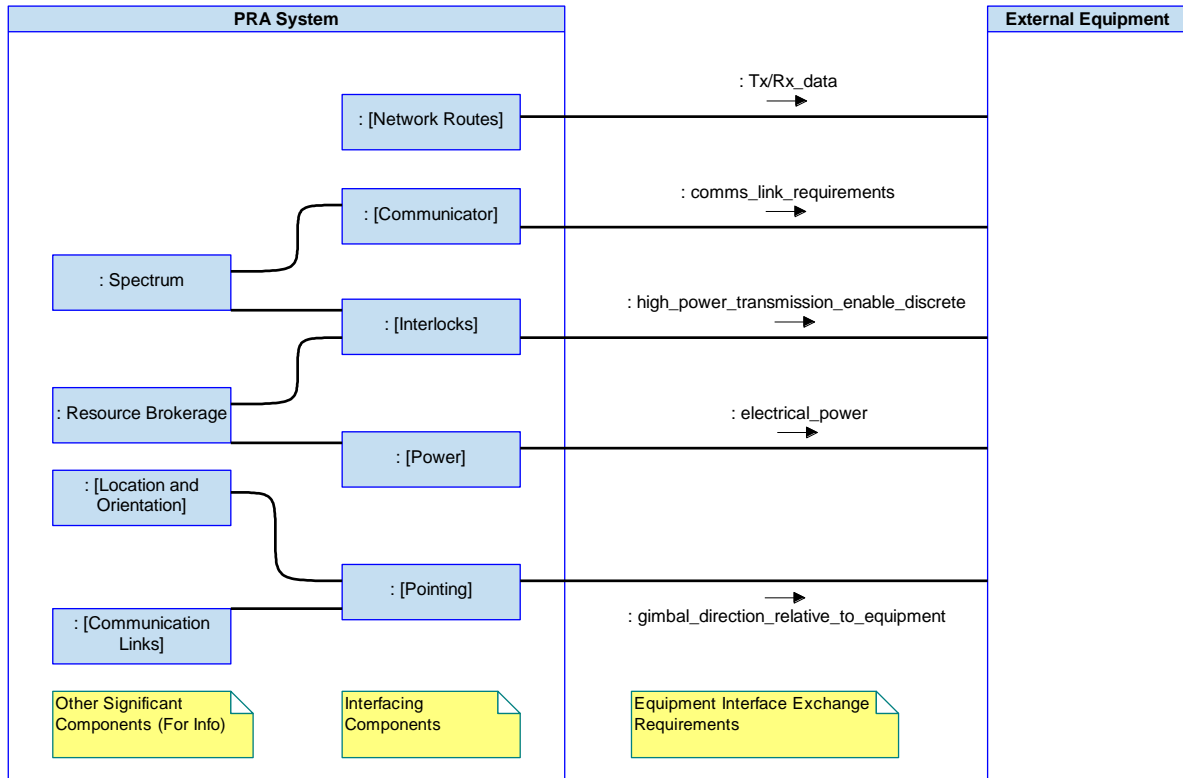 PRA System
External Equipment
: Tx/Rx_data
: [Network Routes]
: comms_link_requirements
: [Communicator]
: Spectrum
: high_power_transmission_enable_discrete
: [Interlocks]
: Resource Brokerage
: electrical_power
: [Power]
: [Location and
Orientation]
: [Pointing]
: gimbal_direction_relative_to_equipment
: [Communication
Links]
Other Significant
Components (For Info)
Interfacing
Components
Equipment Interface Exchange
Requirements